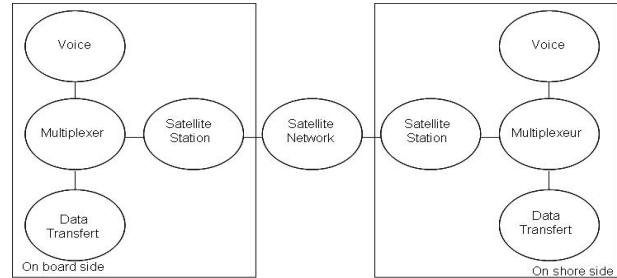 Voice
Multiplexer
Satellite
Station
Data
Transfert
On board side
Satellite
Network
Voice
Satellite
Station
Multiplexeur
Data
Transfert
On shore side